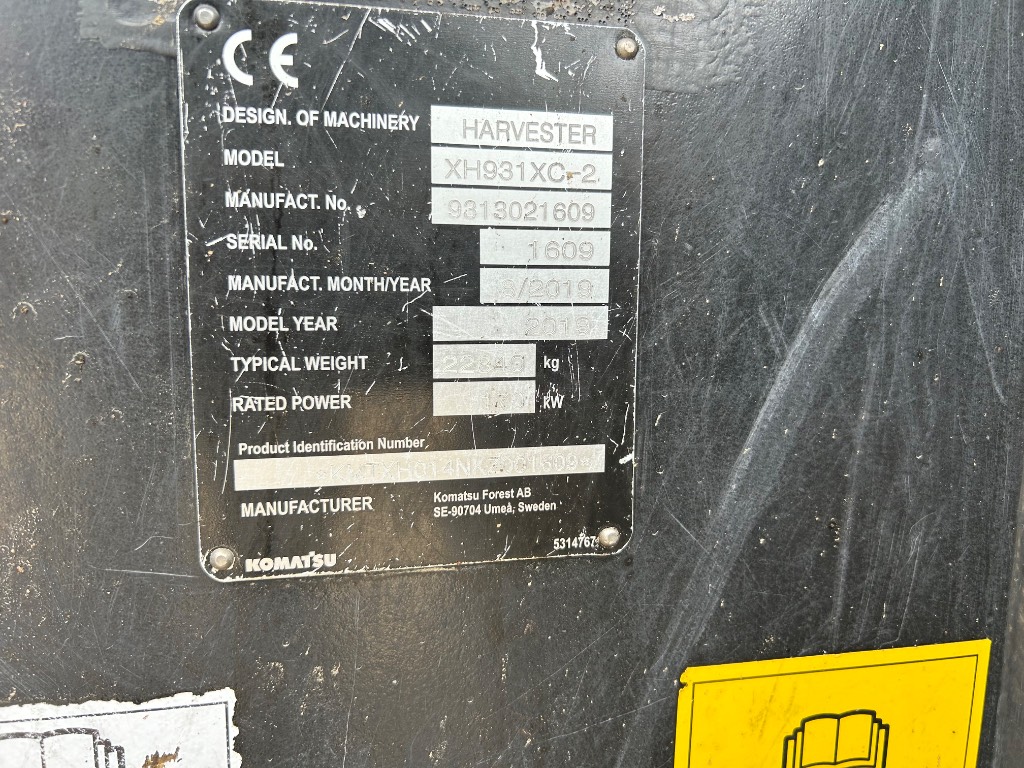 CE
DESIGN. OF MACHINERY HARVESTER
MODEL XH931XC-2
MANUFACT. No. 9313021609
SERIAL No. 1609
MANUFACT. MONTH/YEAR
MODEL YEAR 2019
TYPICAL WEIGHT kg
RATED POWER kW
Product Identification Number
MANUFACTURER Komatsu Forest AB
SE-90704 Umeå, Sweden
KOMATSU